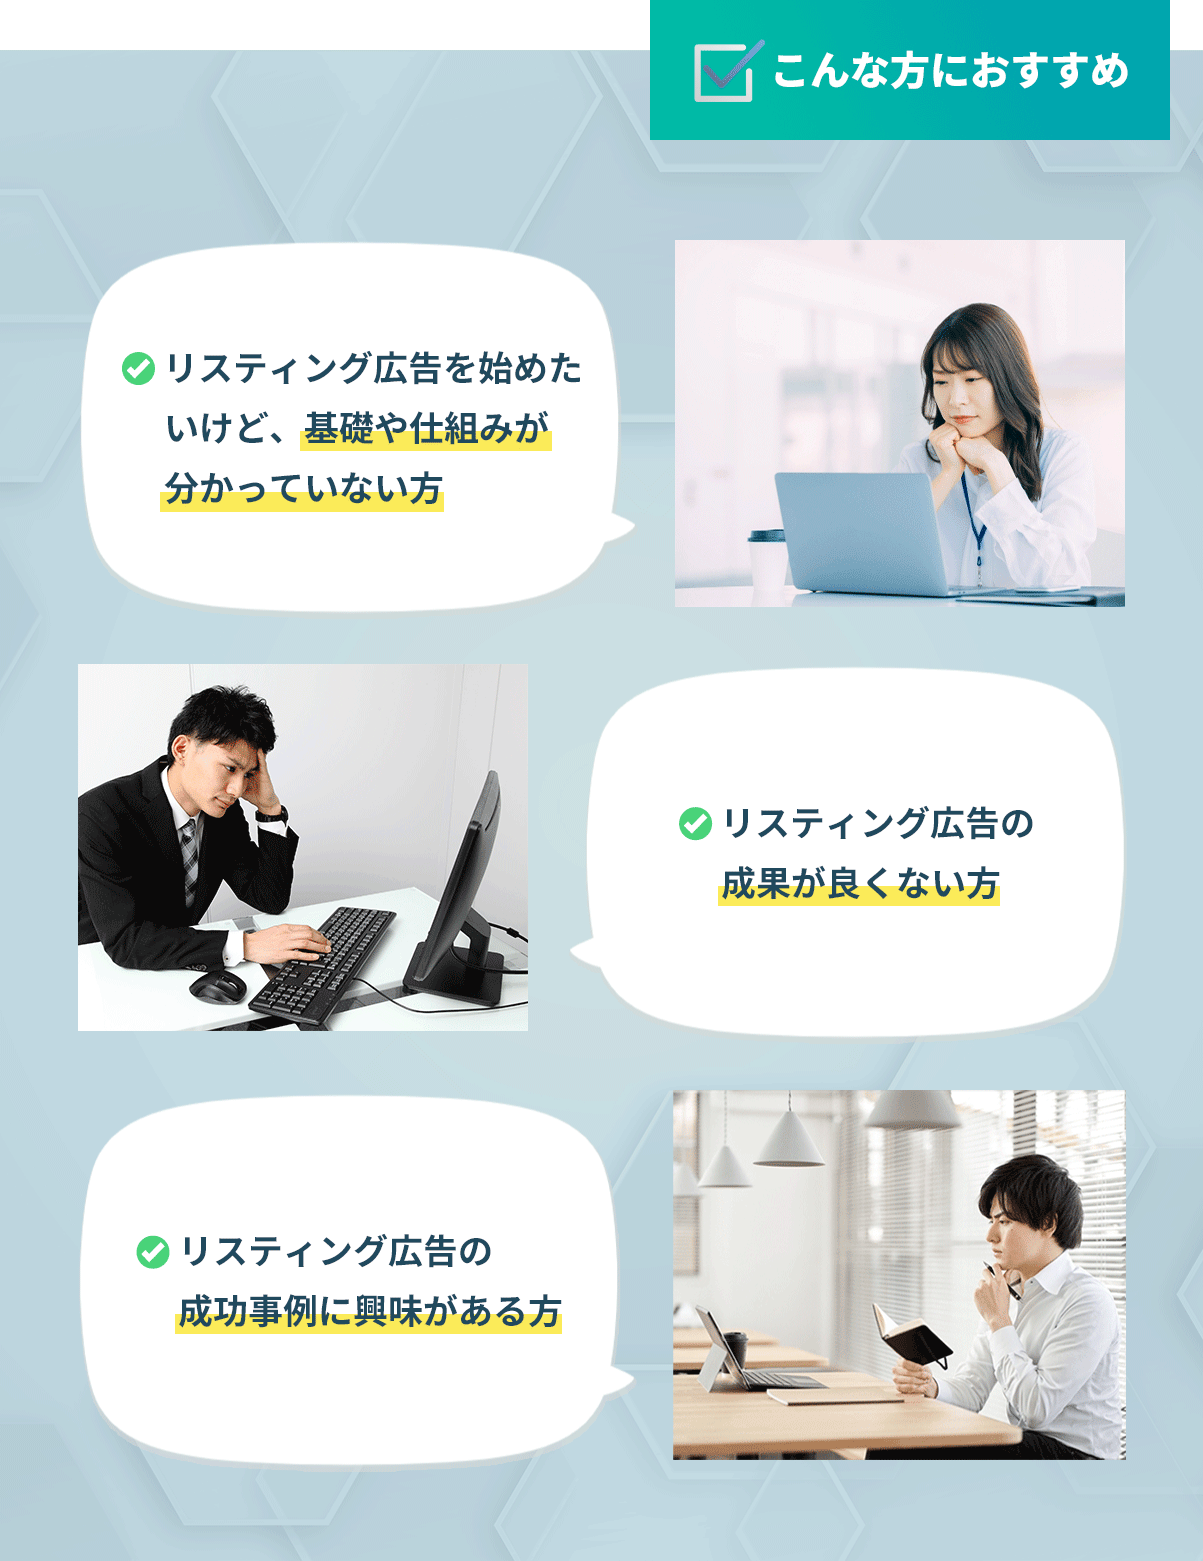 こんな方におすすめ
リスティング広告を始めた
いけど、基礎や仕組みが
分かっていない方
リスティング広告の
成果が良くない方
リスティング広告の
成功事例に興味がある方